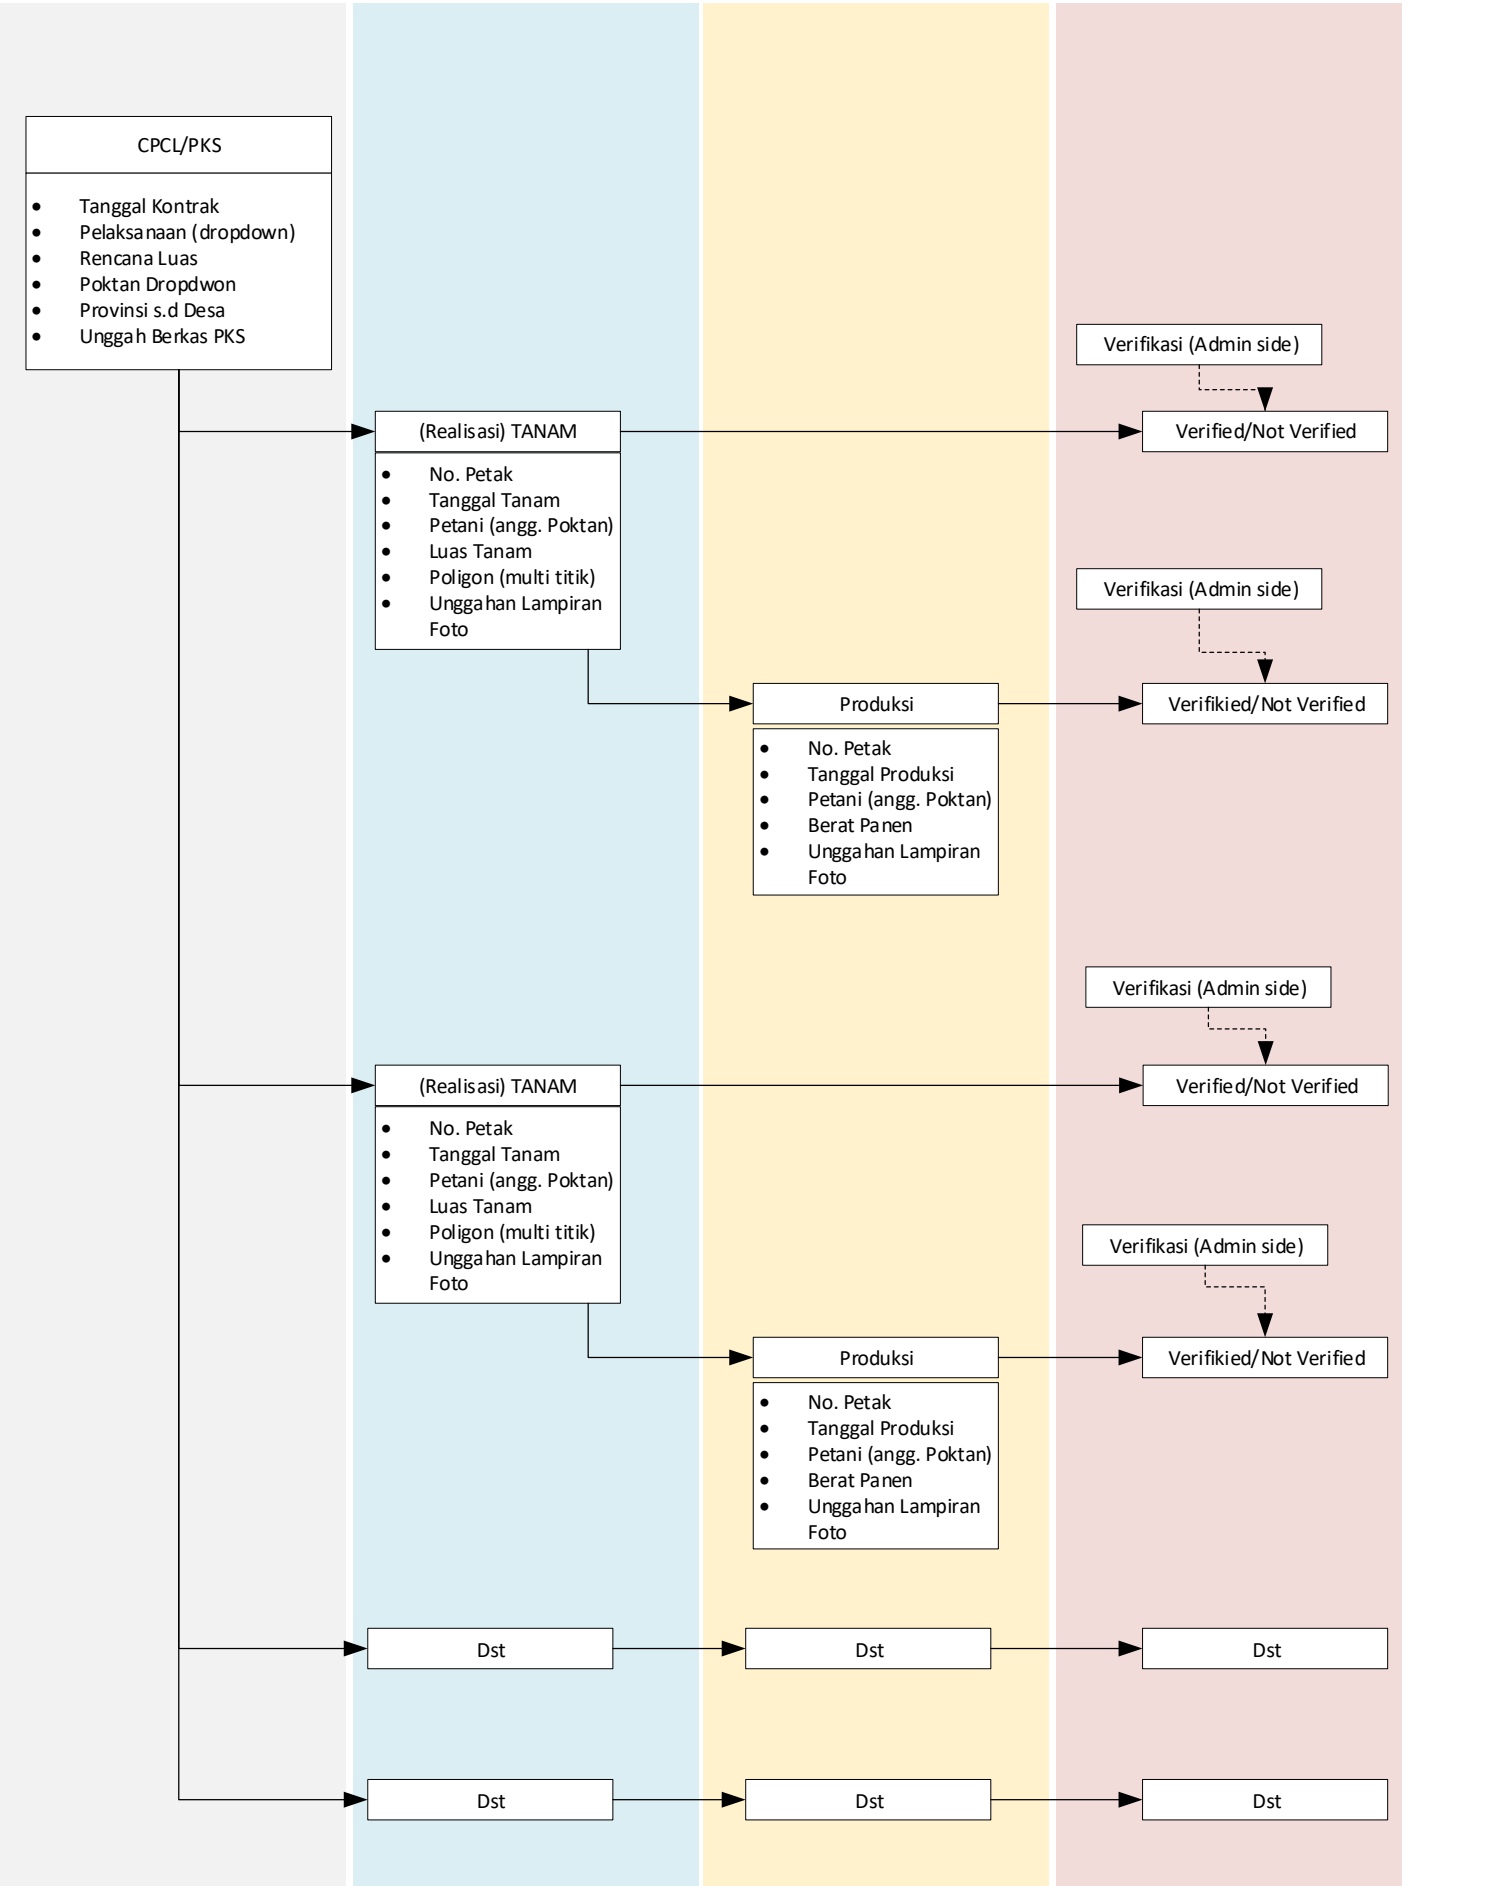 CPCL/PKS
Tanggal Kontrak
Pelaksanaan (dropdown)
Rencana Luas
Poktan Dropdwon
Provinsi s.d Desa
Unggah Berkas PKS
Verifikasi (Admin side)
(Realisasi) TANAM
Verified/Not Verified
No. Petak
Tanggal Tanam
Petani (angg. Poktan)
Luas Tanam
Poligon (multi titik)
Unggahan Lampiran
Foto
Verifikasi (Admin side)
Produksi
Verifikied/Not Verified
No. Petak
Tanggal Produksi
Petani (angg. Poktan)
Berat Panen
Unggahan Lampiran
Foto
Verifikasi (Admin side)
(Realisasi) TANAM
Verified/Not Verified
No. Petak
Tanggal Tanam
Petani (angg. Poktan)
Luas Tanam
Poligon (multi titik)
Unggahan Lampiran
Foto
Verifikasi (Admin side)
Produksi
Verifikied/Not Verified
No. Petak
Tanggal Produksi
Petani (angg. Poktan)
Berat Panen
Unggahan Lampiran
Foto
Dst
Dst
Dst
Dst
Dst
Dst